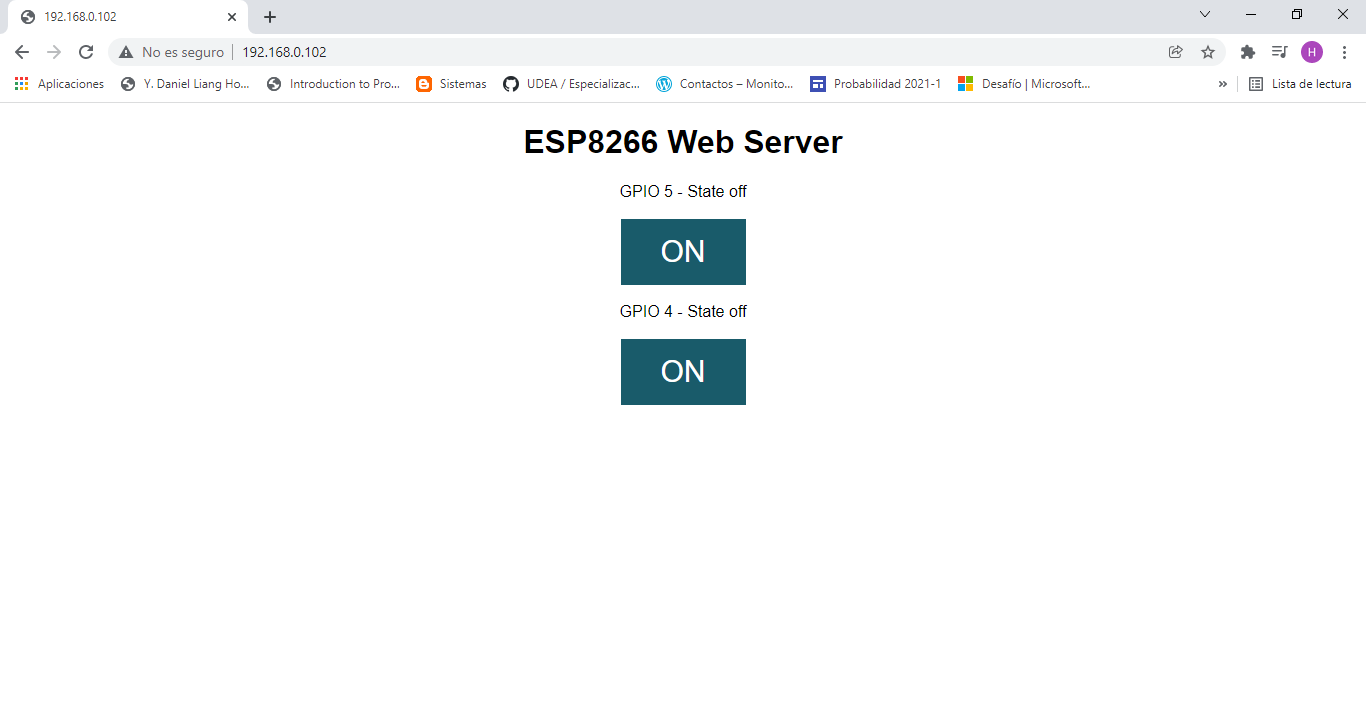 192.168.0.102
No es seguro 192.168.0.102
H
Aplicaciones Y. Daniel Liang Ho... Introduction to Pro... Sistemas UDEA / Especializac... Contactos – Monito... Probabilidad 2021-1 Desafío | Microsoft... » Lista de lectura
ESP8266 Web Server
GPIO 5 - State off
ON
GPIO 4 - State off
ON